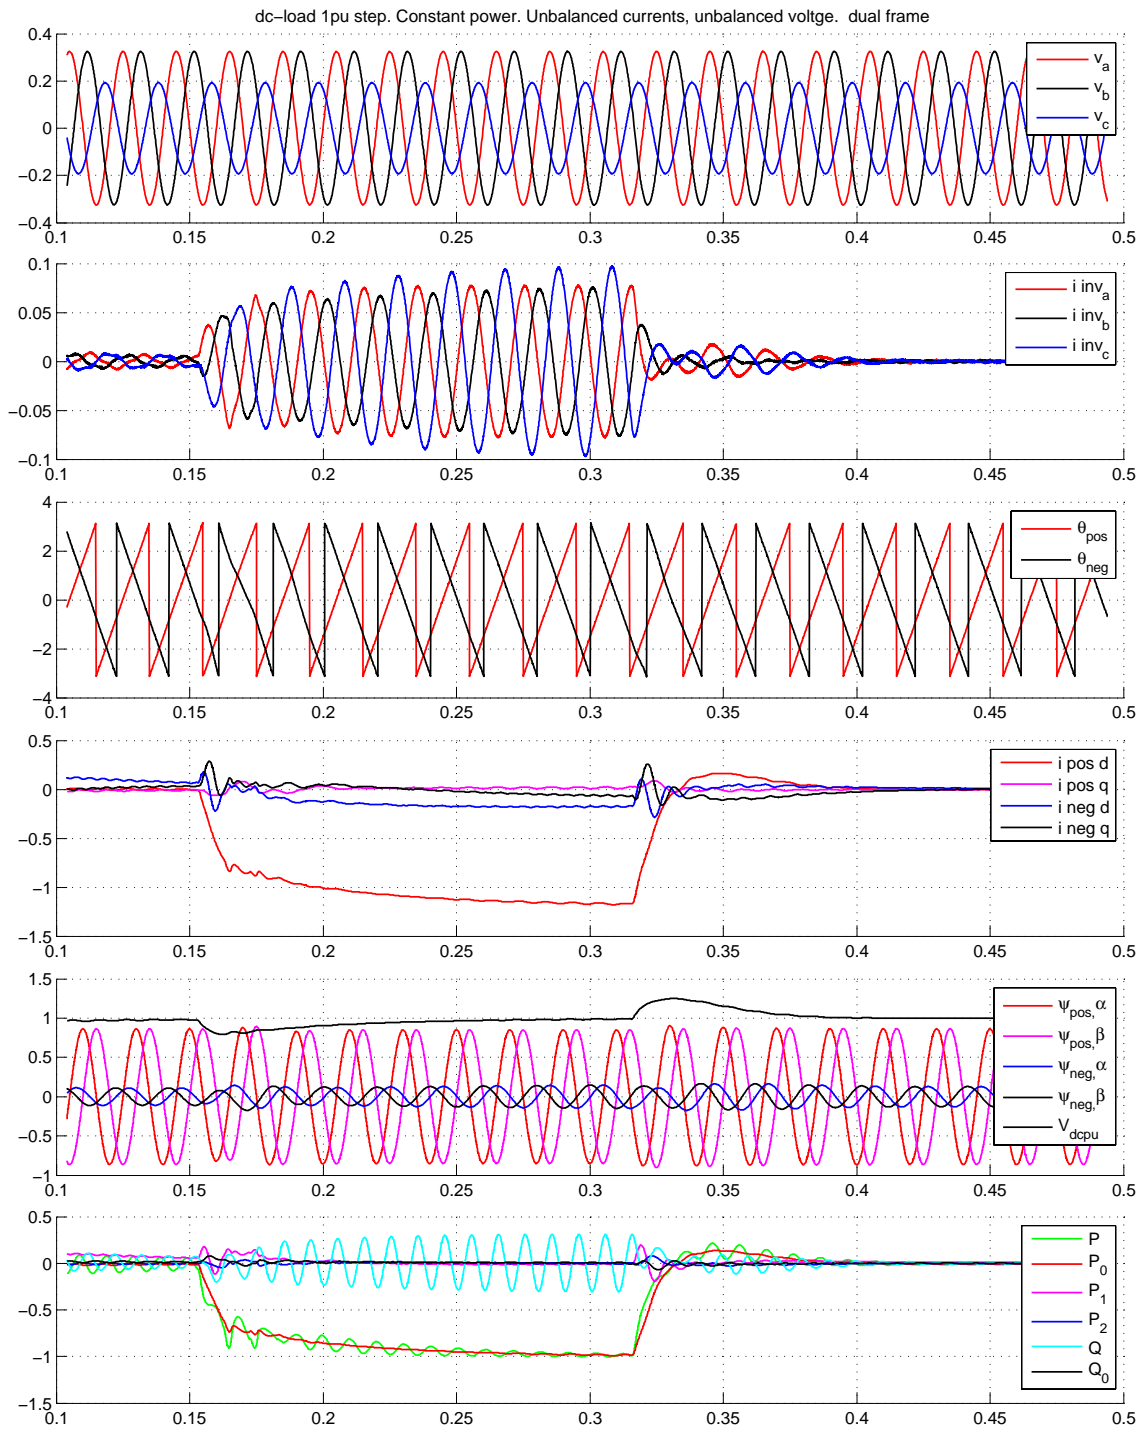 dc−load 1pu step. Constant power. Unbalanced currents, unbalanced voltge.  dual frame
0.4
0.2
0
−0.2
−0.4
0.1 0.15 0.2 0.25 0.3 0.35 0.4 0.45 0.5
v_a
v_b
v_c
0.1
0.05
0
−0.05
−0.1
0.1 0.15 0.2 0.25 0.3 0.35 0.4 0.45 0.5
i inv_a
i inv_b
i inv_c
4
2
0
−2
−4
0.1 0.15 0.2 0.25 0.3 0.35 0.4 0.45 0.5
θ_pos
θ_neg
0.5
0
−0.5
−1
−1.5
0.1 0.15 0.2 0.25 0.3 0.35 0.4 0.45 0.5
i pos d
i pos q
i neg d
i neg q
1.5
1
0.5
0
−0.5
−1
0.1 0.15 0.2 0.25 0.3 0.35 0.4 0.45 0.5
ψ_pos,α
ψ_pos,β
ψ_neg,α
ψ_neg,β
V_dcpu
0.5
0
−0.5
−1
−1.5
0.1 0.15 0.2 0.25 0.3 0.35 0.4 0.45 0.5
P
P_0
P_1
P_2
Q
Q_0